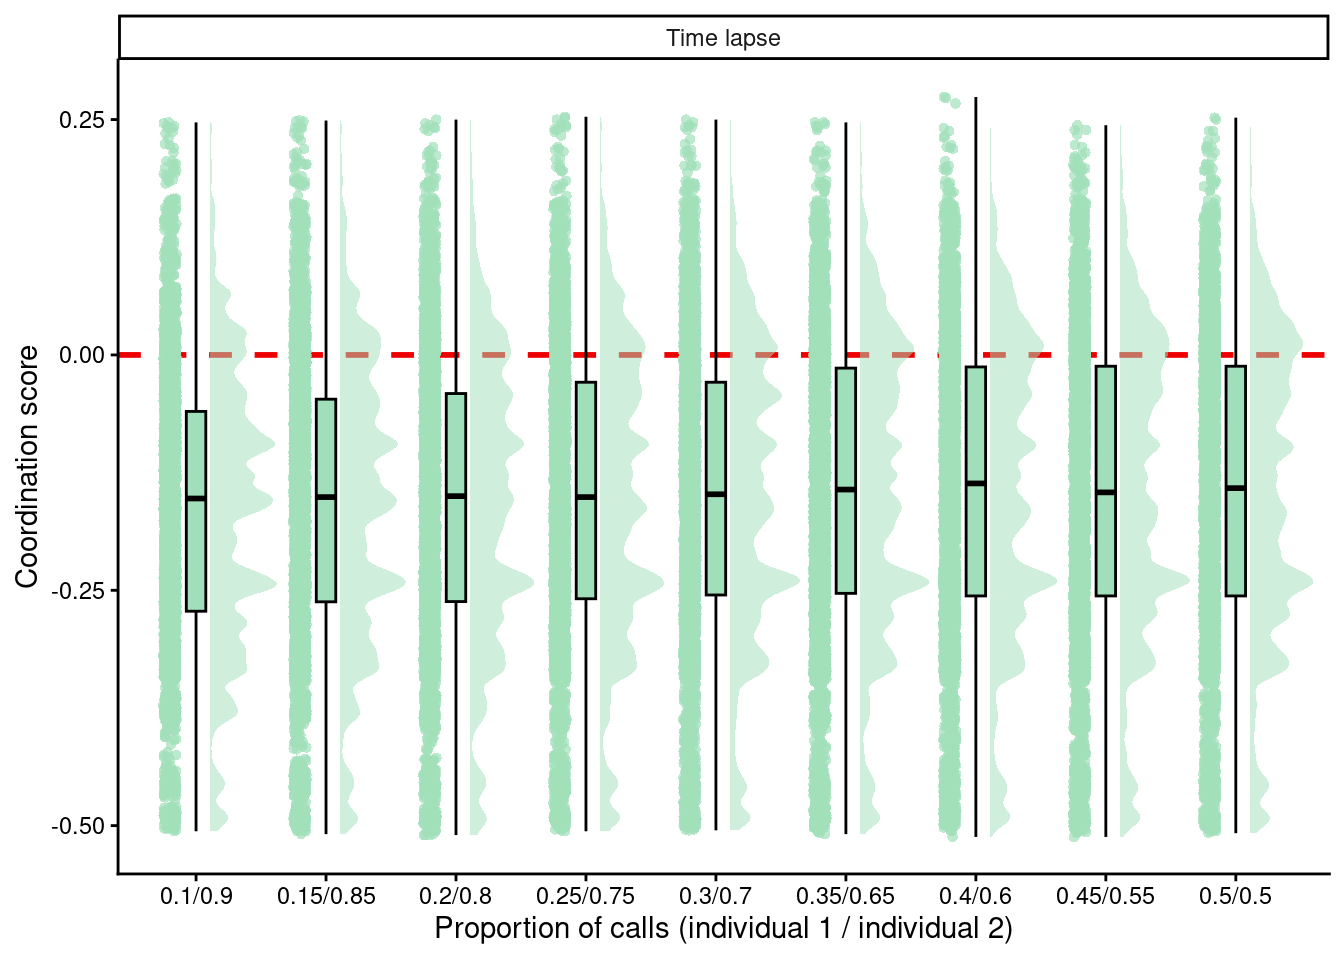 Time lapse
Coordination score
0.25
0.00
-0.25
-0.50
0.1/0.9 0.15/0.85 0.2/0.8 0.25/0.75 0.3/0.7 0.35/0.65 0.4/0.6 0.45/0.55 0.5/0.5
Proportion of calls (individual 1 / individual 2)